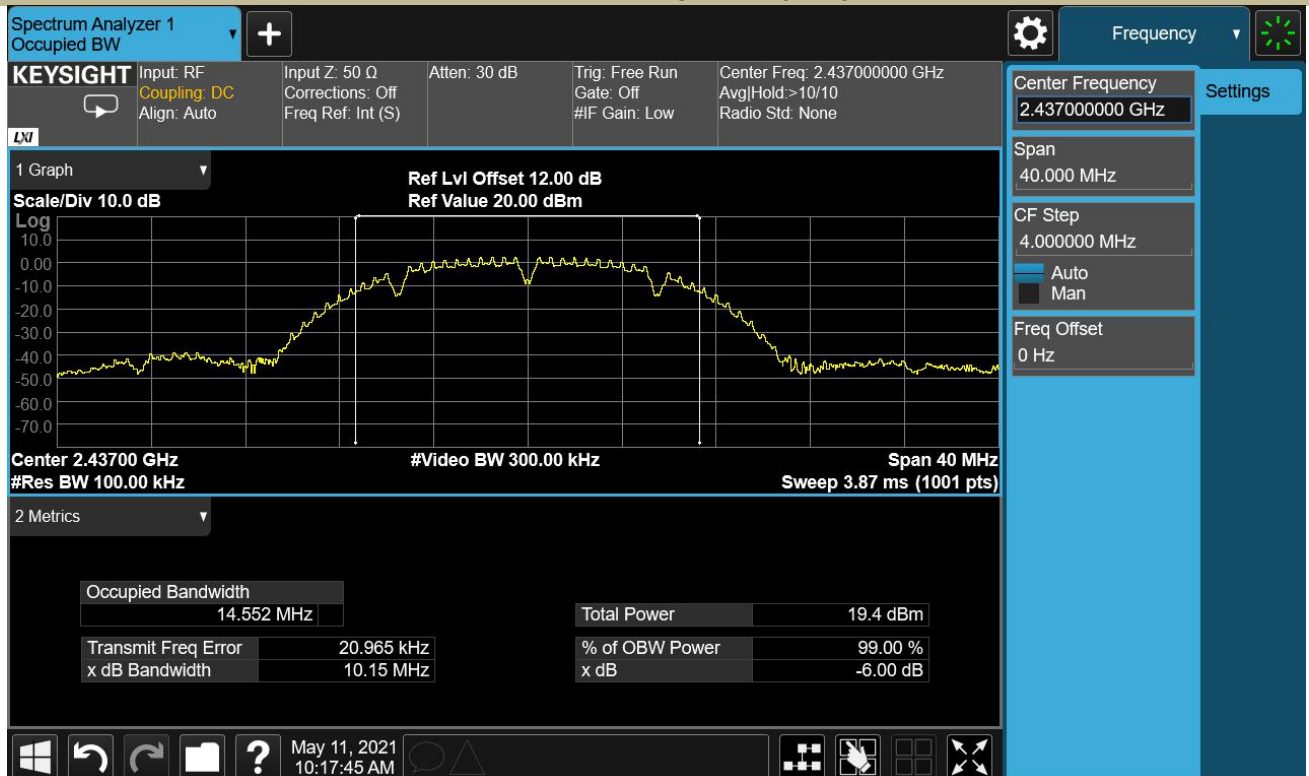 Spectrum Analyzer 1
Occupied BW
Frequency
KEYSIGHT
LXI
Input: RF
Coupling: DC
Align: Auto
Input Z: 50 Ω
Corrections: Off
Freq Ref: Int (S)
Atten: 30 dB
Trig: Free Run
Gate: Off
#IF Gain: Low
Center Freq: 2.437000000 GHz
Avg|Hold:>10/10
Radio Std: None
Center Frequency
2.437000000 GHz
Settings
Span
40.000 MHz
CF Step
4.000000 MHz
Auto
Man
Freq Offset
0 Hz
1 Graph
Scale/Div 10.0 dB
Ref Lvl Offset 12.00 dB
Ref Value 20.00 dBm
Log
10.0
0.00
-10.0
-20.0
-30.0
-40.0
-50.0
-60.0
-70.0
Center 2.43700 GHz
#Video BW 300.00 kHz
Span 40 MHz
#Res BW 100.00 kHz
Sweep 3.87 ms (1001 pts)
2 Metrics
Occupied Bandwidth
14.552 MHz
Total Power 19.4 dBm
Transmit Freq Error 20.965 kHz
% of OBW Power 99.00 %
x dB Bandwidth 10.15 MHz
x dB -6.00 dB
?
May 11, 2021
10:17:45 AM